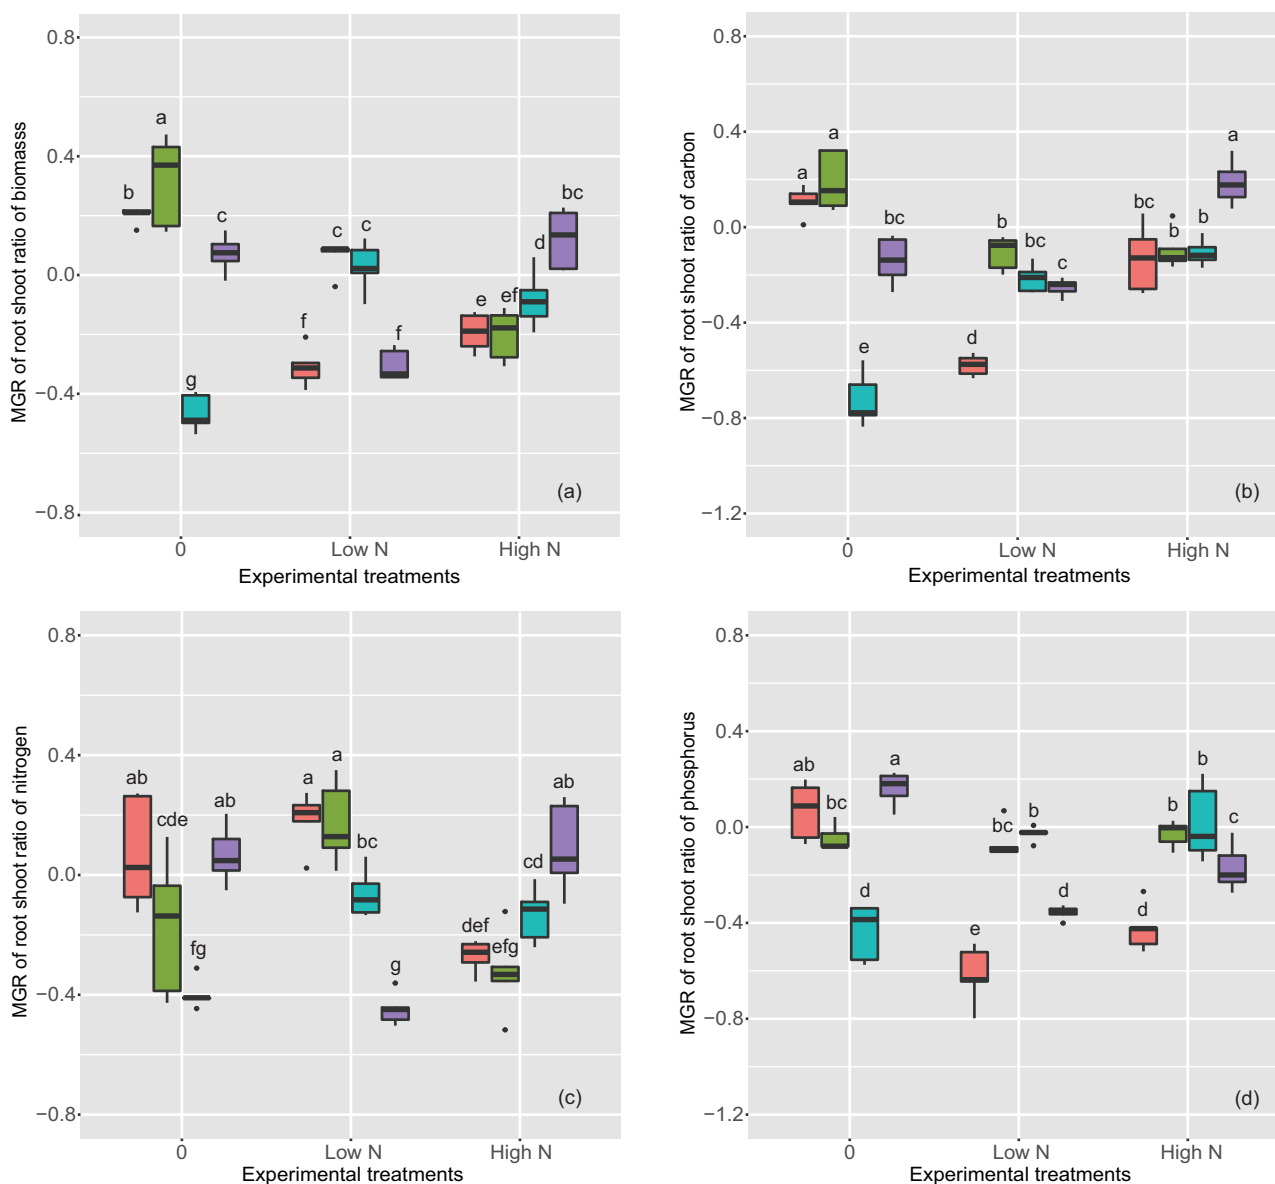 MGR of root shoot ratio of biomasss
0.8
0.4
0.0
−0.4
−0.8
b
a
g
c
f
c
c
f
e
ef
d
bc
(a)
0
Low N
High N
Experimental treatments
MGR of root shoot ratio of carbon
0.8
0.4
0.0
−0.4
−0.8
−1.2
a
a
e
bc
d
b
bc
c
bc
b
b
a
(b)
0
Low N
High N
Experimental treatments
MGR of root shoot ratio of nitrogen
0.8
0.4
0.0
−0.4
−0.8
ab
cde
fg
ab
a
a
bc
g
def
efg
cd
ab
(c)
0
Low N
High N
Experimental treatments
MGR of root shoot ratio of phosphorus
0.8
0.4
0.0
−0.4
−0.8
−1.2
ab
bc
d
a
e
bc
b
d
d
b
b
c
(d)
0
Low N
High N
Experimental treatments